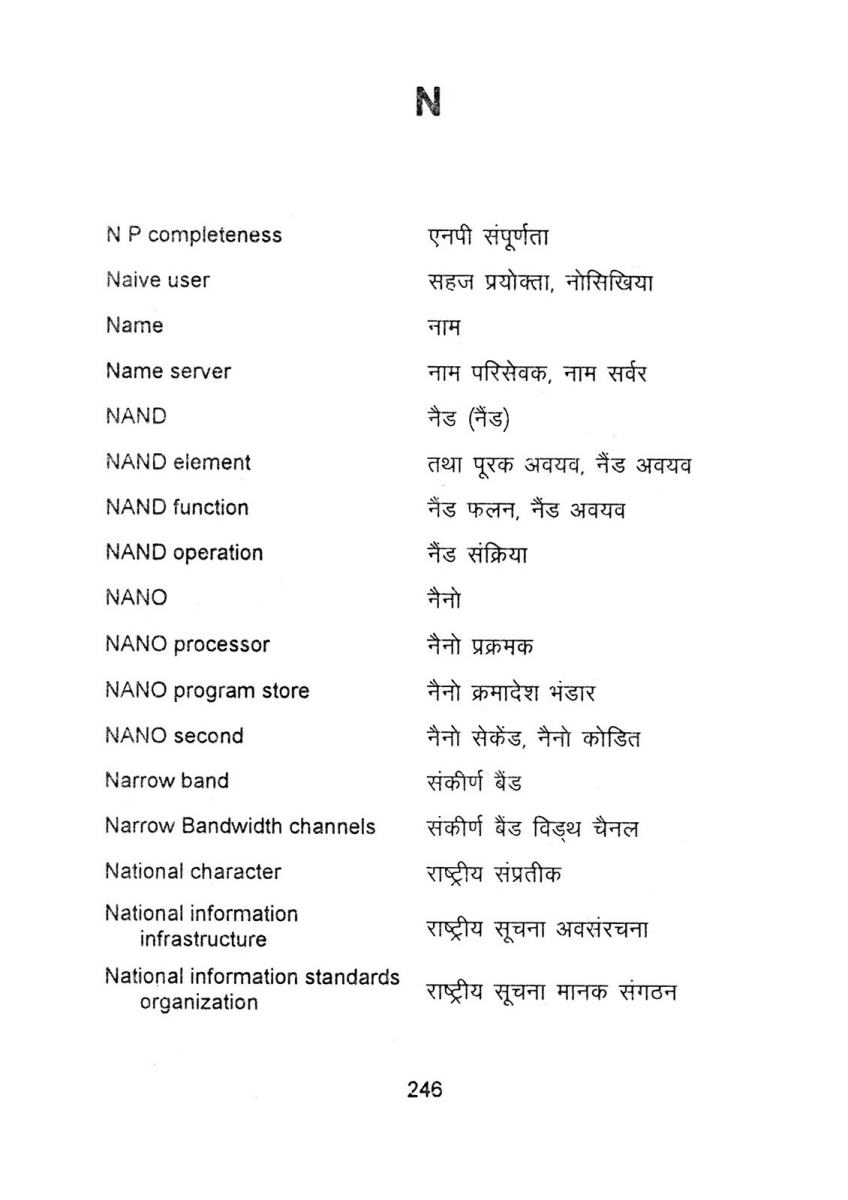 N
N P completeness एनपी संपूर्णता
Naive user सहज प्रयोक्ता, नोसिखिया
Name नाम
Name server नाम परिसेवक, नाम सर्वर
NAND नैड (नैंड)
NAND element तथा पूरक अवयव, नैंड अवयव
NAND function नैंड फलन, नैंड अवयव
NAND operation नैंड संक्रिया
NANO नैनो
NANO processor नैनो प्रक्रमक
NANO program store नैनो क्रमादेश भंडार
NANO second नैनो सेकेंड, नैनो कोडित
Narrow band संकीर्ण बैंड
Narrow Bandwidth channels संकीर्ण बैंड विड्थ चैनल
National character राष्ट्रीय संप्रतीक
National information
infrastructure राष्ट्रीय सूचना अवसंरचना
National information standards
organization राष्ट्रीय सूचना मानक संगठन
246